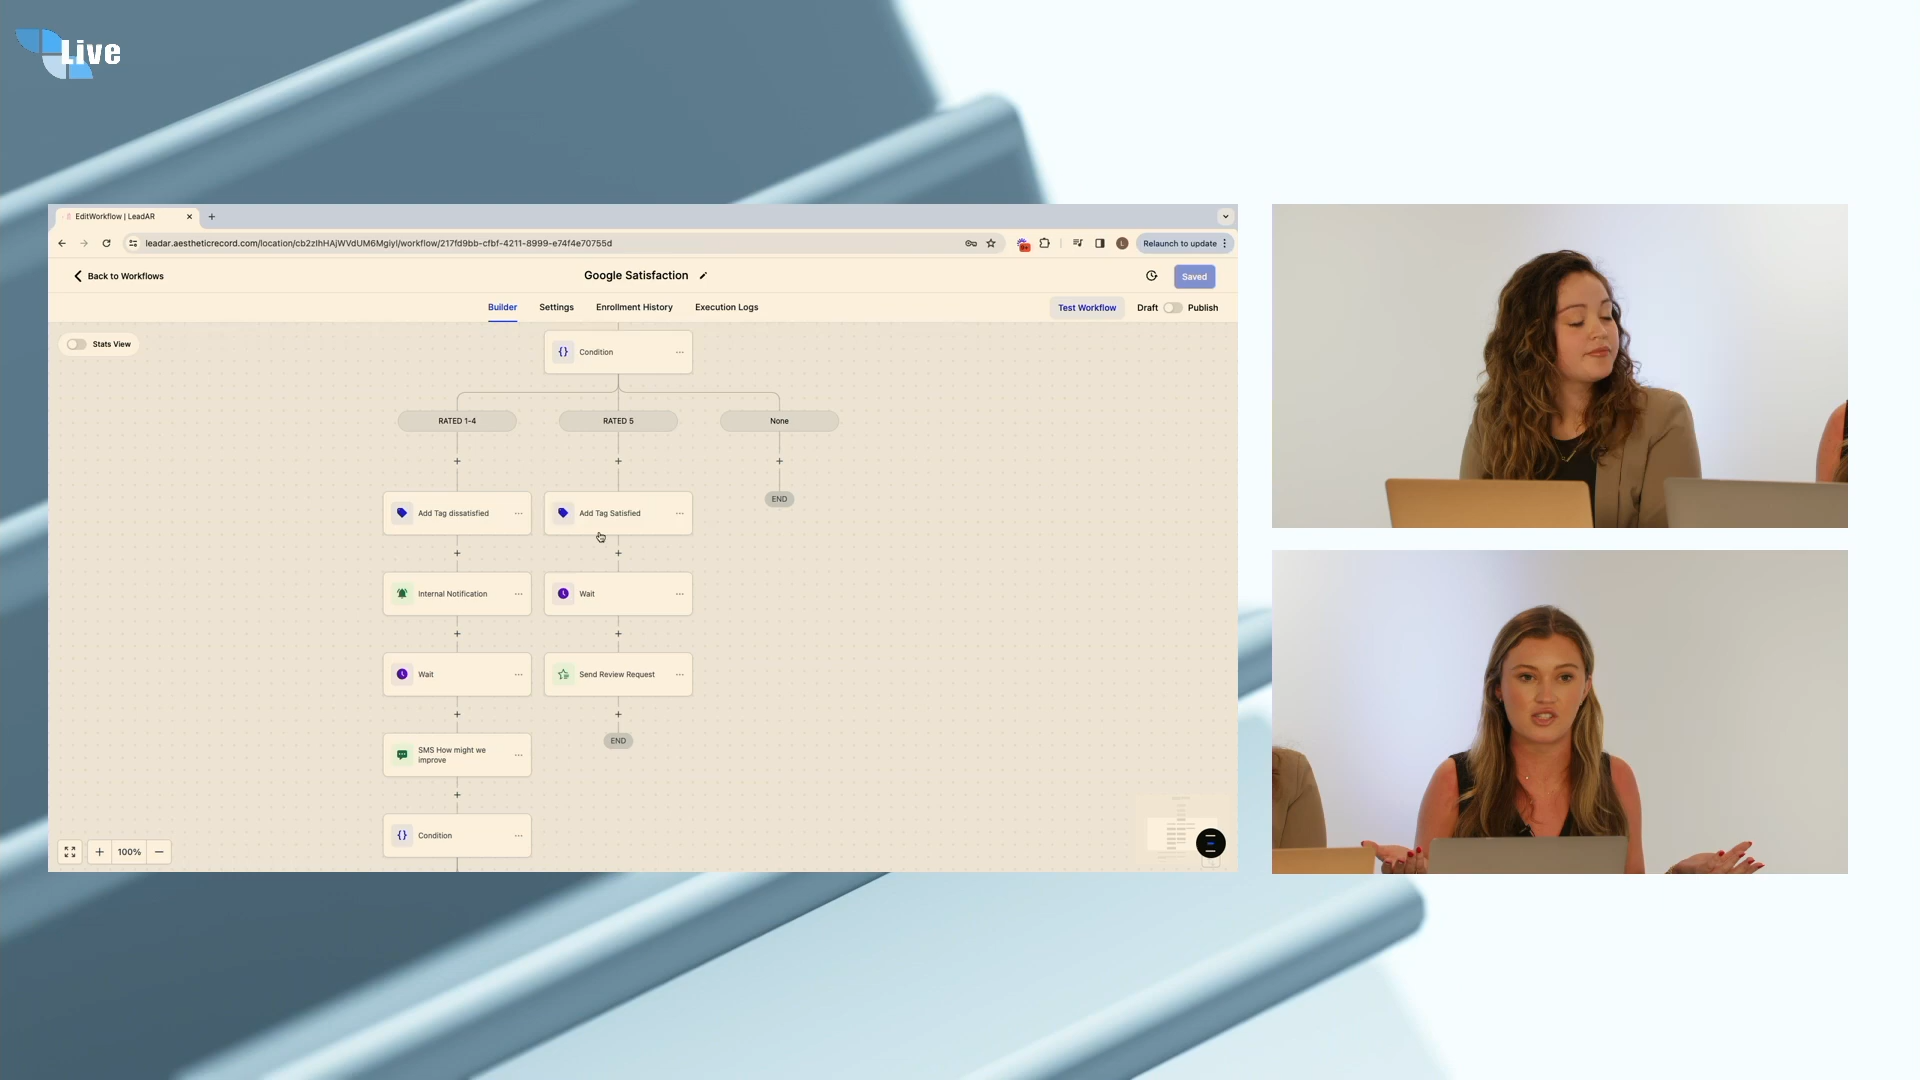 Live
EditWorkflow | LeadAR
leadar.aestheticrecord.com/location/cb2zIhHAjWVdUM6Mgiyl/workflow/217fd9bb-cfbf-4211-8999-e74f4e70755d
Relaunch to update
Back to Workflows
Google Satisfaction
Saved
Builder
Settings
Enrollment History
Execution Logs
Test Workflow
Draft
Publish
Stats View
Condition
RATED 1-4
RATED 5
None
Add Tag dissatisfied
Add Tag Satisfied
END
Internal Notification
Wait
Wait
Send Review Request
SMS How might we
improve
END
Condition
100%